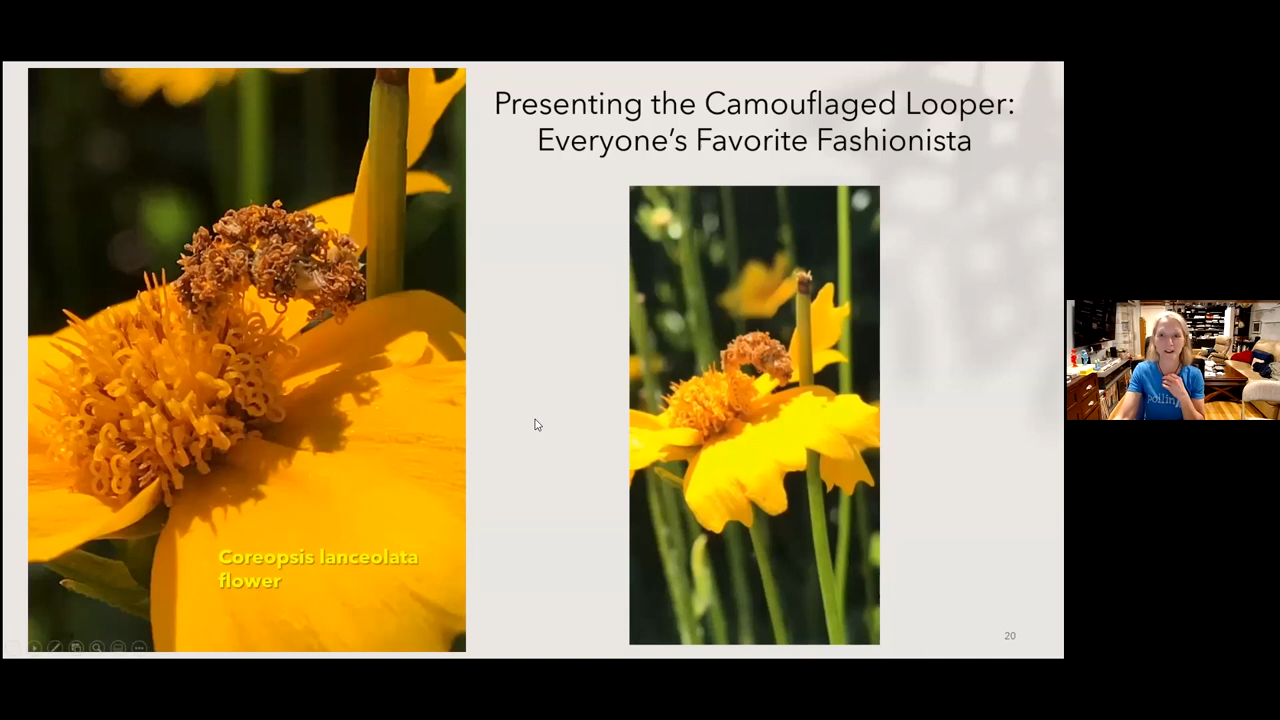 Presenting the Camouflaged Looper:
Everyone's Favorite Fashionista
Coreopsis lanceolata
flower
20